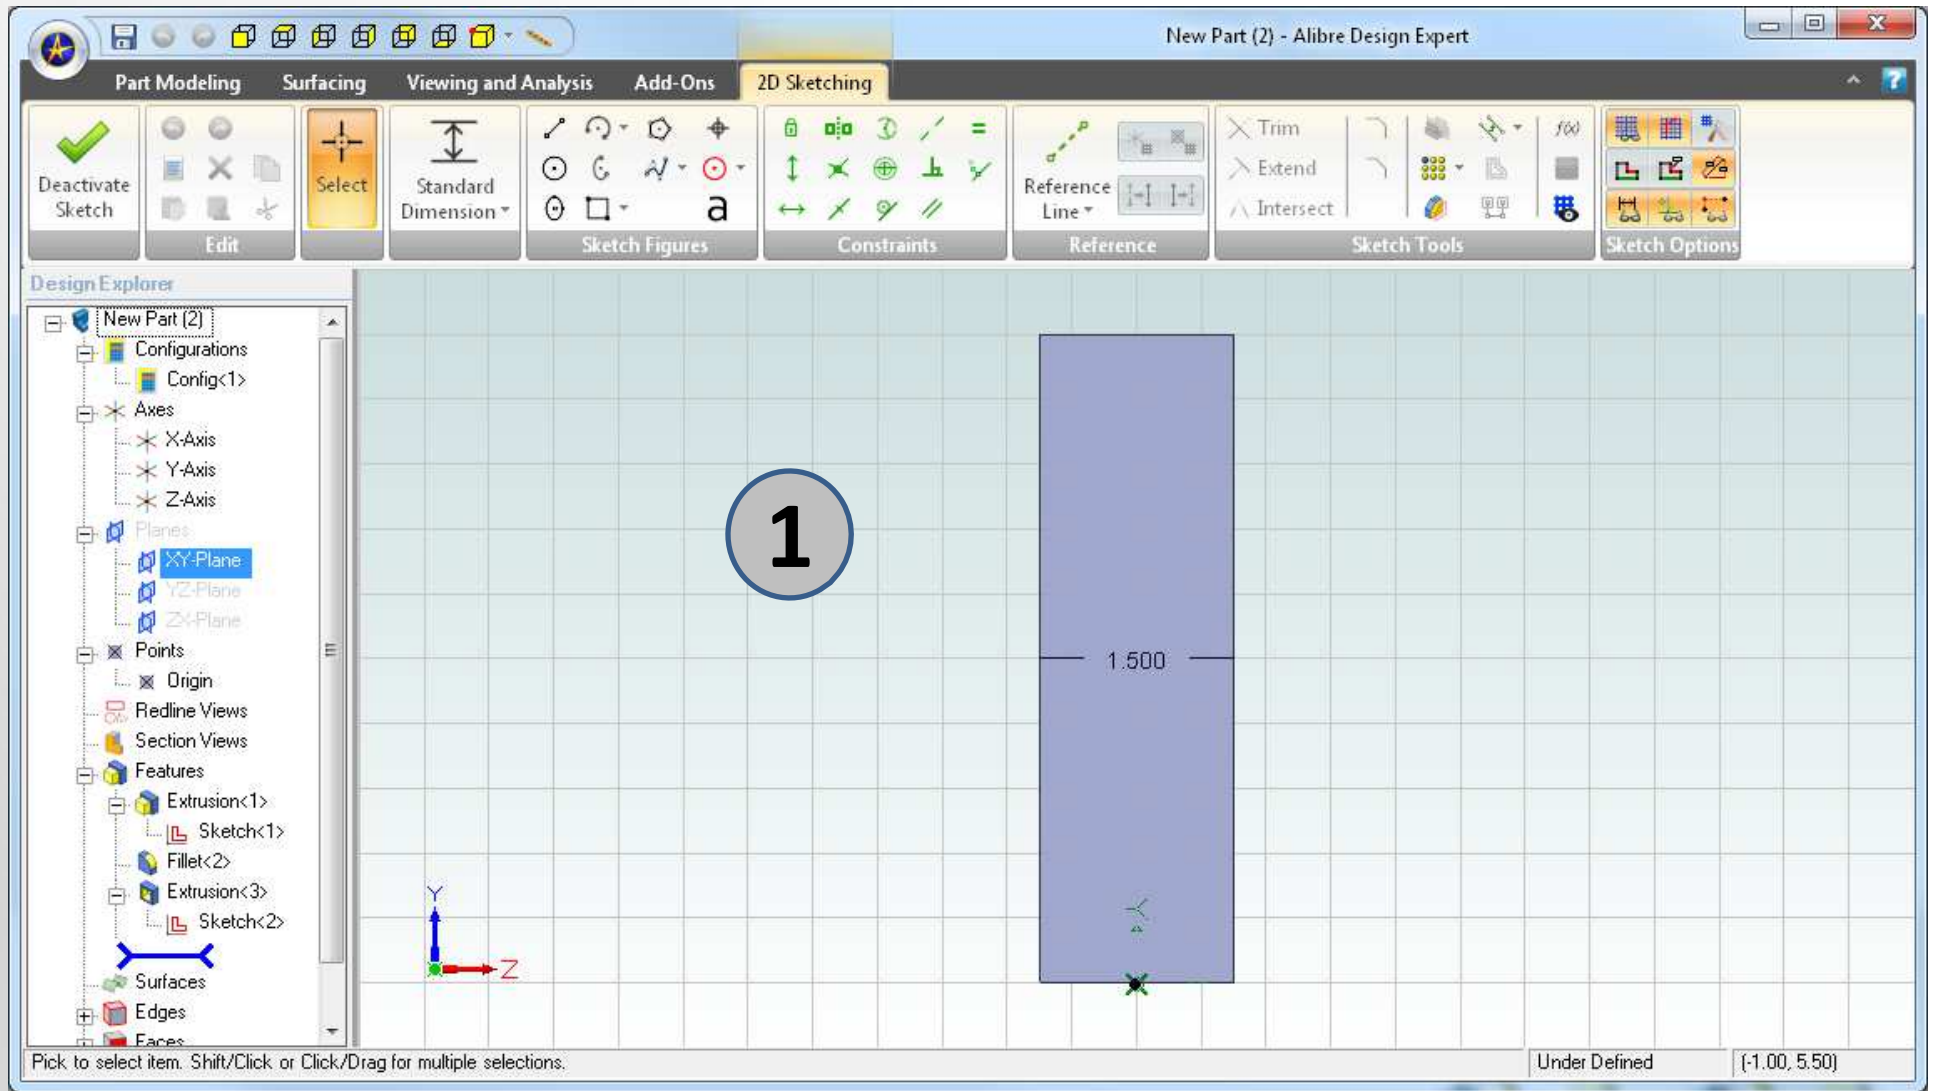 New Part (2) - Alibre Design Expert
Part Modeling
Surfacing
Viewing and Analysis
Add-Ons
2D Sketching
Deactivate
Sketch
Edit
Select
Standard
Dimension
a
Sketch Figures
Constraints
Reference
Line
Reference
Trim
Extend
Intersect
f(x)
Sketch Tools
Sketch Options
Design Explorer
New Part (2)
Configurations
Config<1>
Axes
X-Axis
Y-Axis
Z-Axis
Planes
XY-Plane
YZ-Plane
ZX-Plane
Points
Origin
Redline Views
Section Views
Features
Extrusion<1>
Sketch<1>
Fillet<2>
Extrusion<3>
Sketch<2>
Surfaces
Edges
Faces
1
1.500
Y
Z
Pick to select item. Shift/Click or Click/Drag for multiple selections.
Under Defined
(-1.00, 5.50)